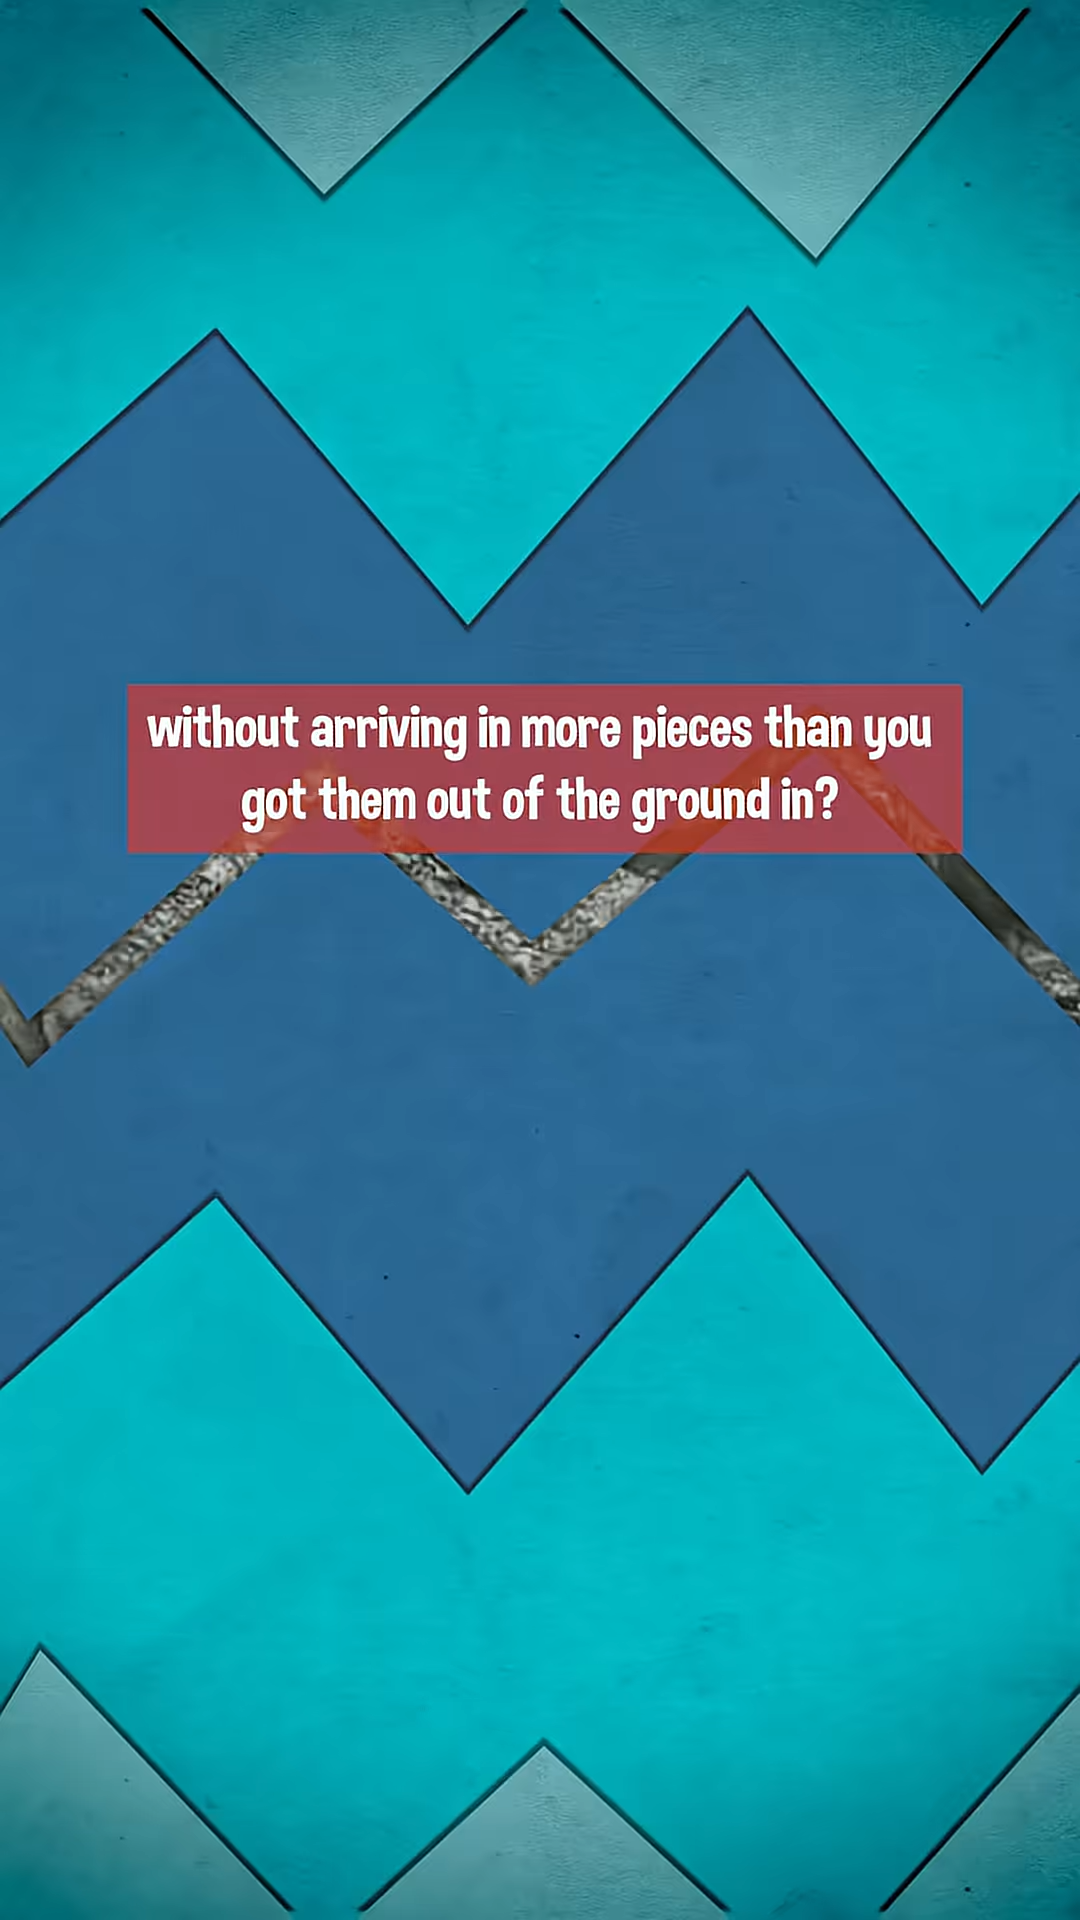 without arriving in more pieces than you
got them out of the ground in?